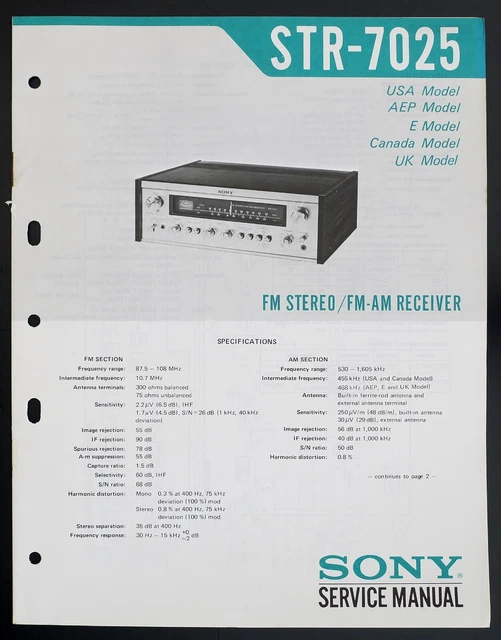 STR-7025
USA Model
AEP Model
E Model
Canada Model
UK Model
SONY
FM STEREO/FM-AM RECEIVER
SPECIFICATIONS
FM SECTION
Frequency range: 87.5 – 108 MHz
Intermediate frequency: 10.7 MHz
Antenna terminals: 300 ohms balanced
75 ohms unbalanced
Sensitivity: 2.2 µV (6.5 dB), IHF
1.7 µV (4.5 dB), S/N = 26 dB (1 kHz, 40 kHz
deviation)
Image rejection: 55 dB
IF rejection: 90 dB
Spurious rejection: 78 dB
A-m suppression: 55 dB
Capture ratio: 1.5 dB
Selectivity: 60 dB, IHF
S/N ratio: 68 dB
Harmonic distortion: Mono 0.3 % at 400 Hz, 75 kHz
deviation (100 %) mod
Stereo 0.8 % at 400 Hz, 75 kHz
deviation (100 %) mod
Stereo separation: 35 dB at 400 Hz
Frequency response: 30 Hz – 15 kHz +0 −2 dB
AM SECTION
Frequency range: 530 – 1,605 kHz
Intermediate frequency: 455 kHz (USA and Canada Model)
468 kHz (AEP, E and UK Model)
Antenna: Built-in ferrite-rod antenna and
external antenna terminal
Sensitivity: 250 µV/m (48 dB/m), built-in antenna
30 µV (29 dB), external antenna
Image rejection: 56 dB at 1,000 kHz
IF rejection: 40 dB at 1,000 kHz
S/N ratio: 50 dB
Harmonic distortion: 0.8 %
– continues to page 2 –
SONY®
SERVICE MANUAL